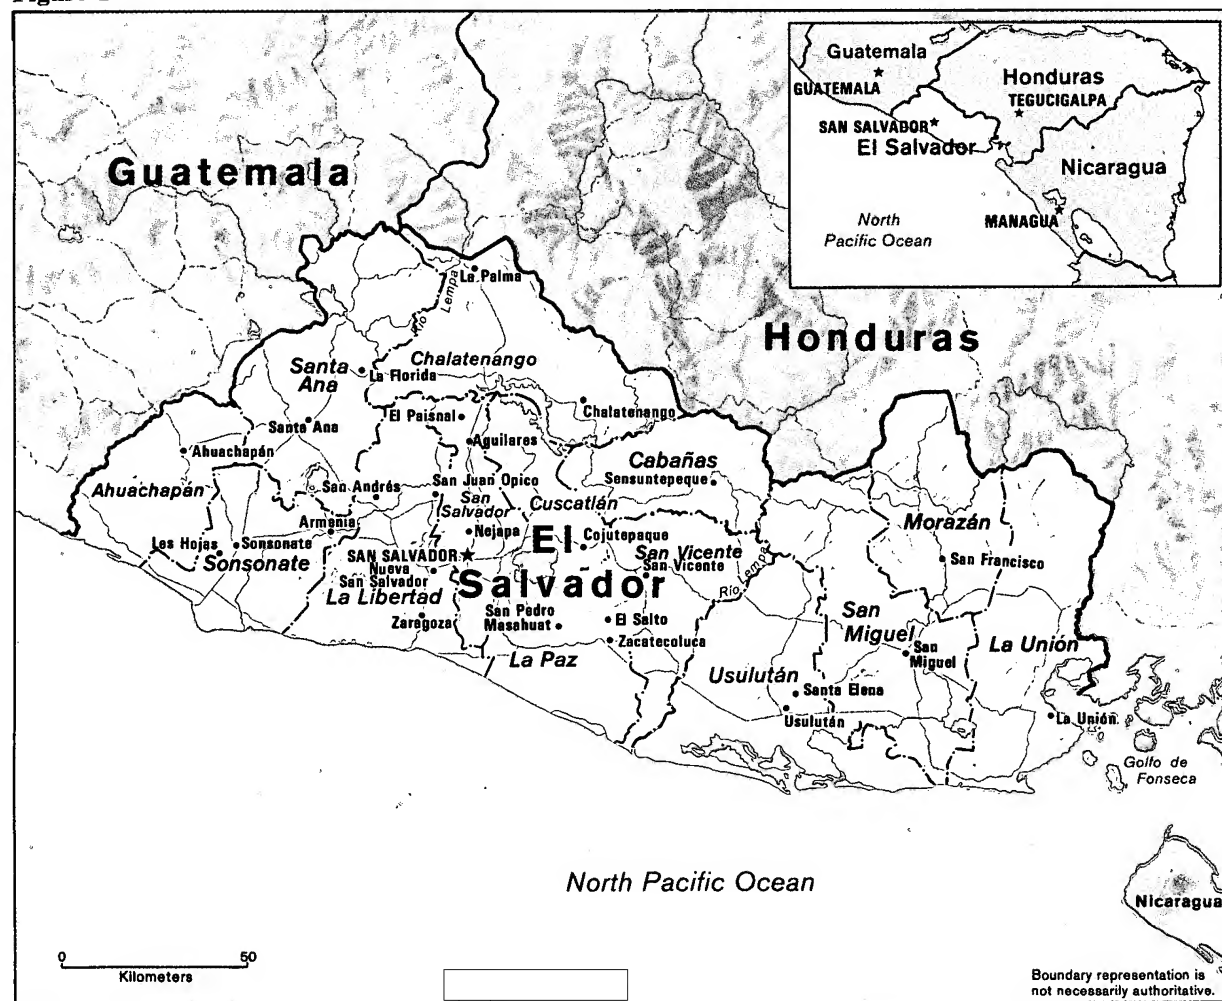 Guatemala
GUATEMALA
Honduras
TEGUCIGALPA
SAN SALVADOR
El Salvador
Nicaragua
MANAGUA
North
Pacific Ocean
Guatemala
Honduras
La Palma
Río Lempa
Chalatenango
Santa
Ana
La Florida
El Paisnal
Chalatenango
Santa Ana
Aguilares
Ahuachapán
Cabañas
Sensuntepeque
Ahuachapán
San Andrés
San Juan Opico
San
Salvador
Cuscatlán
Morazán
Armenia
Nejapa
El
Salvador
Cojutepaque
Les Hojas
Sonsonate
Sonsonate
SAN SALVADOR
Nueva
San Salvador
San Vicente
San Vicente
Río Lempa
San Francisco
La Libertad
Zaragoza
San Pedro
Masahuat
El Salto
Zacatecoluca
San
Miguel
San
Miguel
La Unión
La Paz
Usulután
Santa Elena
Usulután
La Unión
Golfo de
Fonseca
North Pacific Ocean
Nicaragua
0 50
Kilometers
Boundary representation is
not necessarily authoritative.